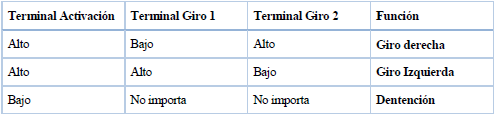 Terminal Activación Terminal Giro 1 Terminal Giro 2 Función
Alto Bajo Alto Giro derecha
Alto Alto Bajo Giro Izquierda
Bajo No importa No importa Dentención